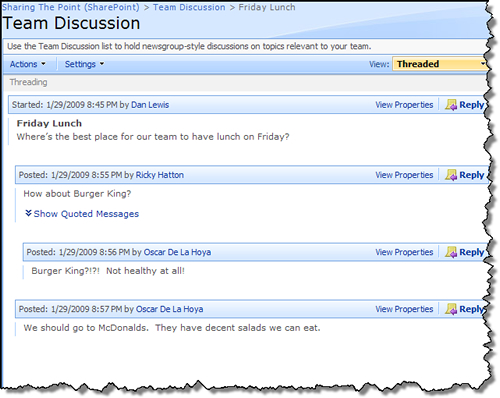 Sharing The Point (SharePoint) > Team Discussion > Friday Lunch
Team Discussion
Use the Team Discussion list to hold newsgroup-style discussions on topics relevant to your team.
Actions Settings View: Threaded
Threading
Started: 1/29/2009 8:45 PM by Dan Lewis View Properties Reply
Friday Lunch
Where's the best place for our team to have lunch on Friday?
Posted: 1/29/2009 8:55 PM by Ricky Hatton View Properties Reply
How about Burger King?
Show Quoted Messages
Posted: 1/29/2009 8:56 PM by Oscar De La Hoya View Properties Reply
Burger King?!?! Not healthy at all!
Posted: 1/29/2009 8:57 PM by Oscar De La Hoya View Properties Reply
We should go to McDonalds. They have decent salads we can eat.